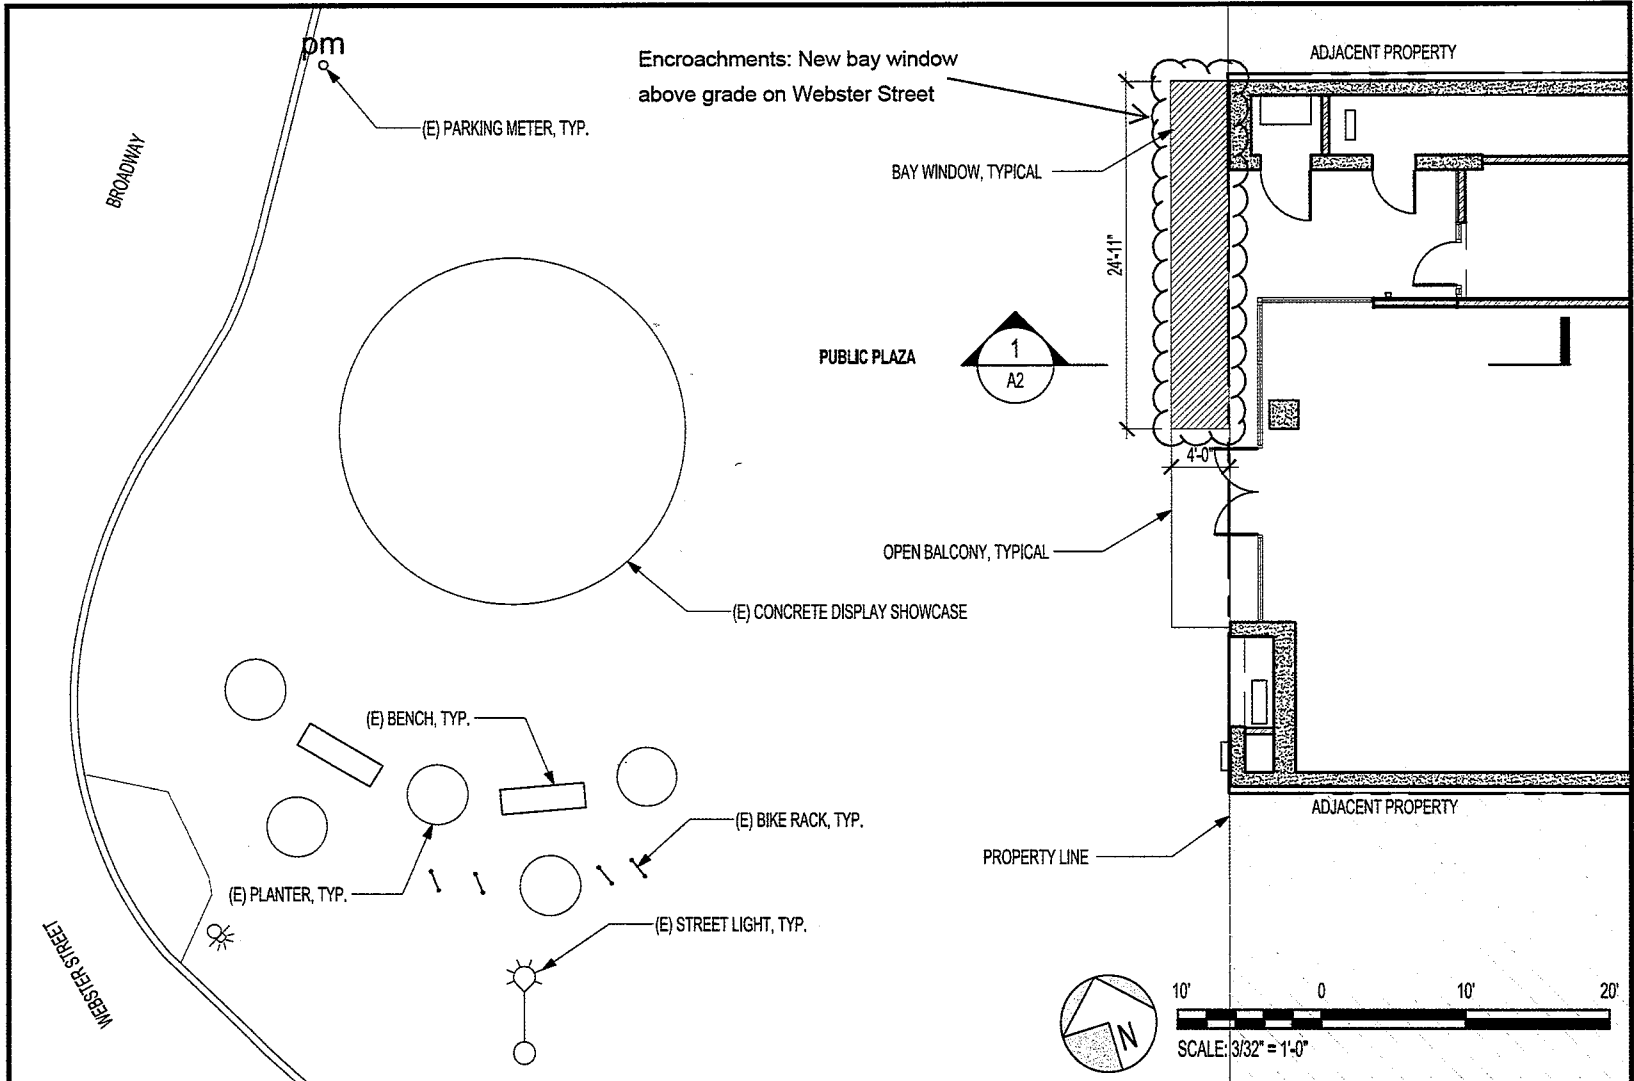 pm
Encroachments: New bay window
above grade on Webster Street
ADJACENT PROPERTY
(E) PARKING METER, TYP.
BROADWAY
BAY WINDOW, TYPICAL
24'-11"
PUBLIC PLAZA
1
A2
4'-0"
OPEN BALCONY, TYPICAL
(E) CONCRETE DISPLAY SHOWCASE
(E) BENCH, TYP.
(E) BIKE RACK, TYP.
ADJACENT PROPERTY
PROPERTY LINE
(E) PLANTER, TYP.
(E) STREET LIGHT, TYP.
WEBSTER STREET
N
10' 0 10' 20'
SCALE: 3/32" = 1'-0"